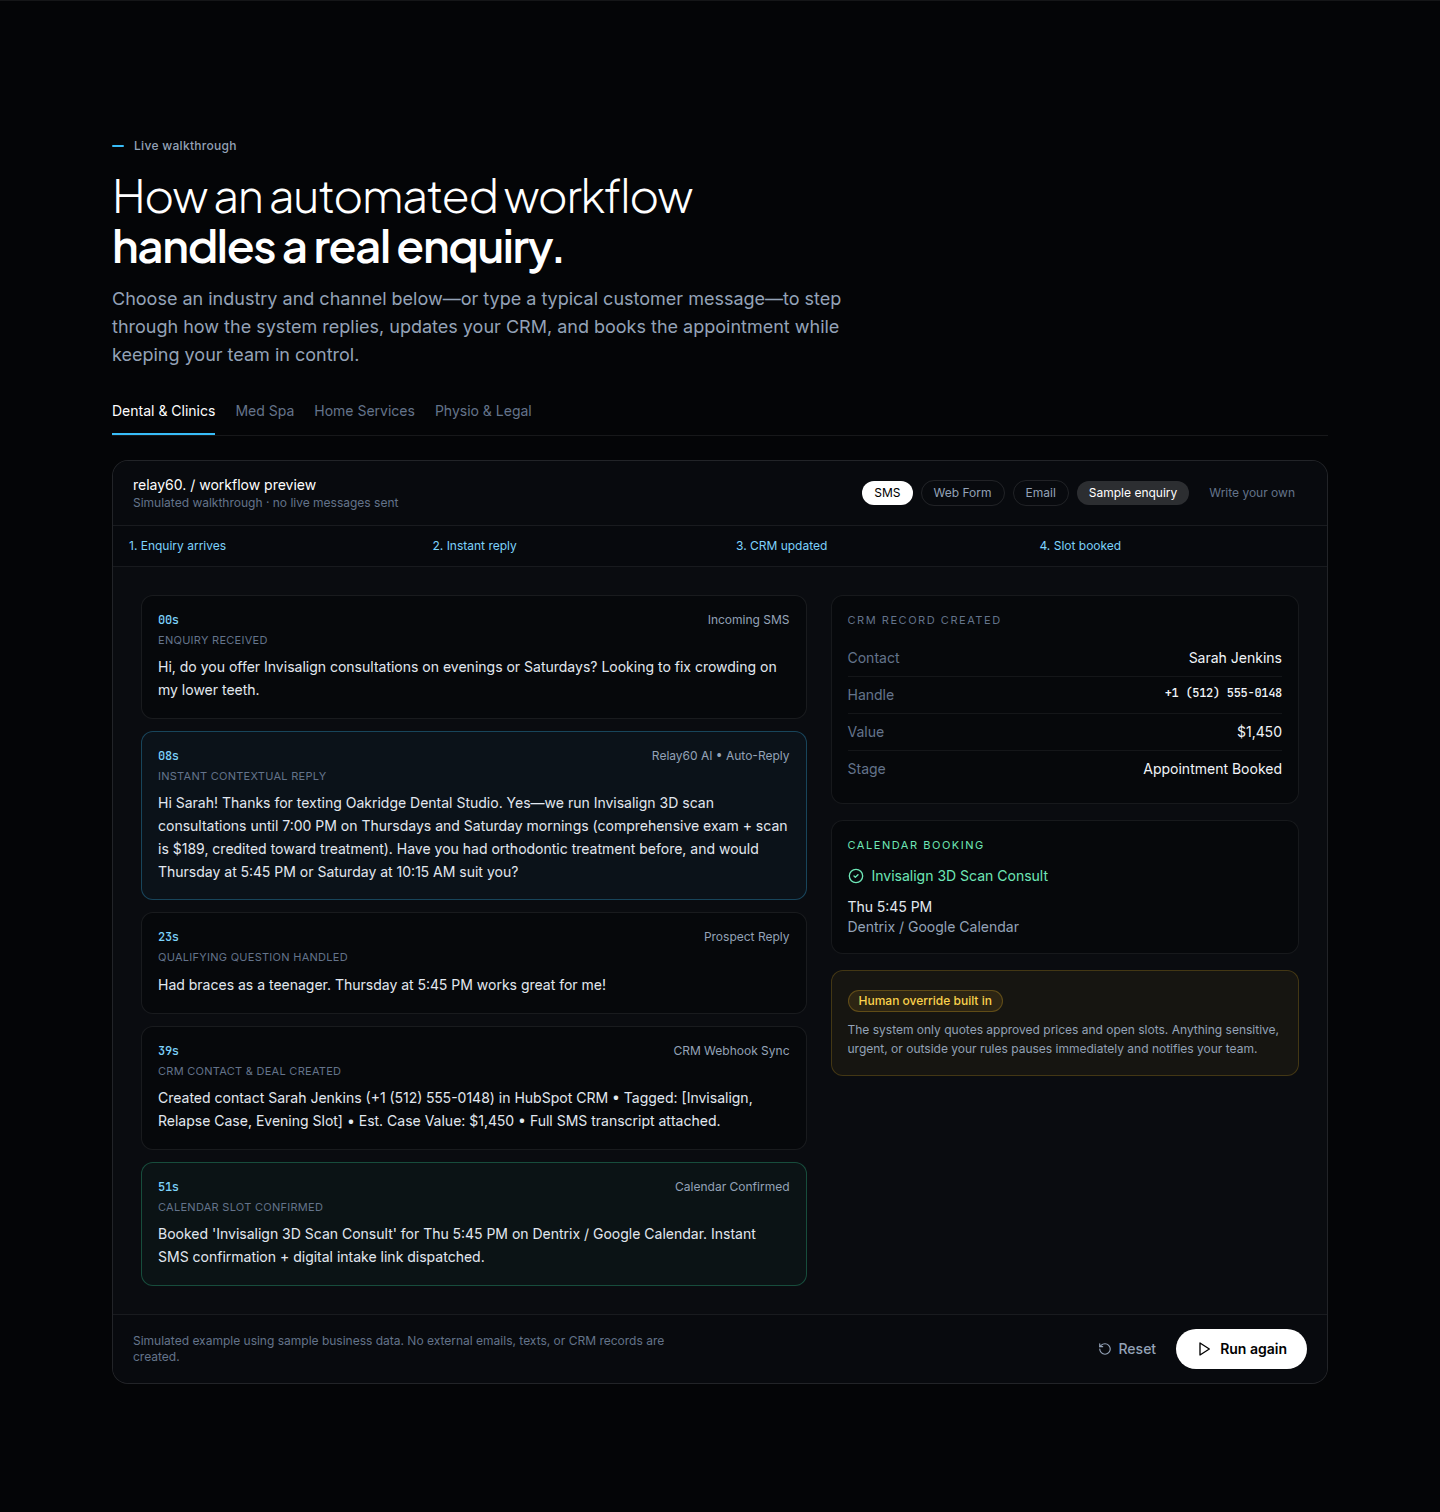 Live walkthrough
How an automated workflow
handles a real enquiry.
Choose an industry and channel below—or type a typical customer message—to step
through how the system replies, updates your CRM, and books the appointment while
keeping your team in control.
Dental & Clinics Med Spa Home Services Physio & Legal
relay60. / workflow preview
Simulated walkthrough · no live messages sent
SMS Web Form Email Sample enquiry Write your own
1. Enquiry arrives 2. Instant reply 3. CRM updated 4. Slot booked
00s Incoming SMS
ENQUIRY RECEIVED
Hi, do you offer Invisalign consultations on evenings or Saturdays? Looking to fix crowding on
my lower teeth.
08s Relay60 AI • Auto-Reply
INSTANT CONTEXTUAL REPLY
Hi Sarah! Thanks for texting Oakridge Dental Studio. Yes—we run Invisalign 3D scan
consultations until 7:00 PM on Thursdays and Saturday mornings (comprehensive exam + scan
is $189, credited toward treatment). Have you had orthodontic treatment before, and would
Thursday at 5:45 PM or Saturday at 10:15 AM suit you?
23s Prospect Reply
QUALIFYING QUESTION HANDLED
Had braces as a teenager. Thursday at 5:45 PM works great for me!
39s CRM Webhook Sync
CRM CONTACT & DEAL CREATED
Created contact Sarah Jenkins (+1 (512) 555-0148) in HubSpot CRM • Tagged: [Invisalign,
Relapse Case, Evening Slot] • Est. Case Value: $1,450 • Full SMS transcript attached.
51s Calendar Confirmed
CALENDAR SLOT CONFIRMED
Booked 'Invisalign 3D Scan Consult' for Thu 5:45 PM on Dentrix / Google Calendar. Instant
SMS confirmation + digital intake link dispatched.
CRM RECORD CREATED
Contact Sarah Jenkins
Handle +1 (512) 555-0148
Value $1,450
Stage Appointment Booked
CALENDAR BOOKING
Invisalign 3D Scan Consult
Thu 5:45 PM
Dentrix / Google Calendar
Human override built in
The system only quotes approved prices and open slots. Anything sensitive,
urgent, or outside your rules pauses immediately and notifies your team.
Simulated example using sample business data. No external emails, texts, or CRM records are
created.
Reset Run again